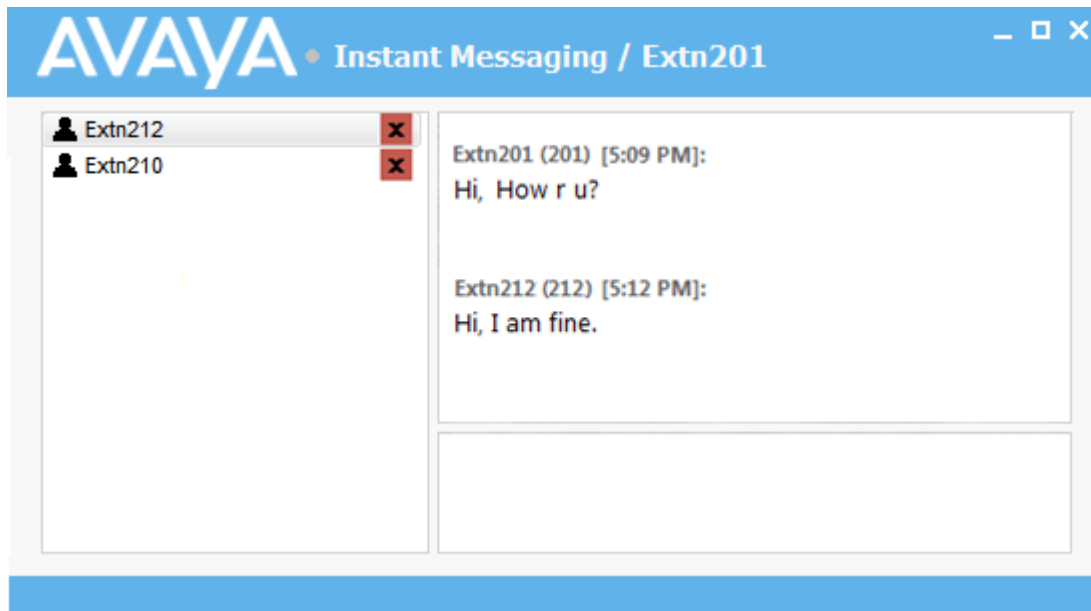 AVAYA
Instant Messaging / Extn201
Extn212
Extn210
Extn201 (201) [5:09 PM]:
Hi, How r u?
Extn212 (212) [5:12 PM]:
Hi, I am fine.